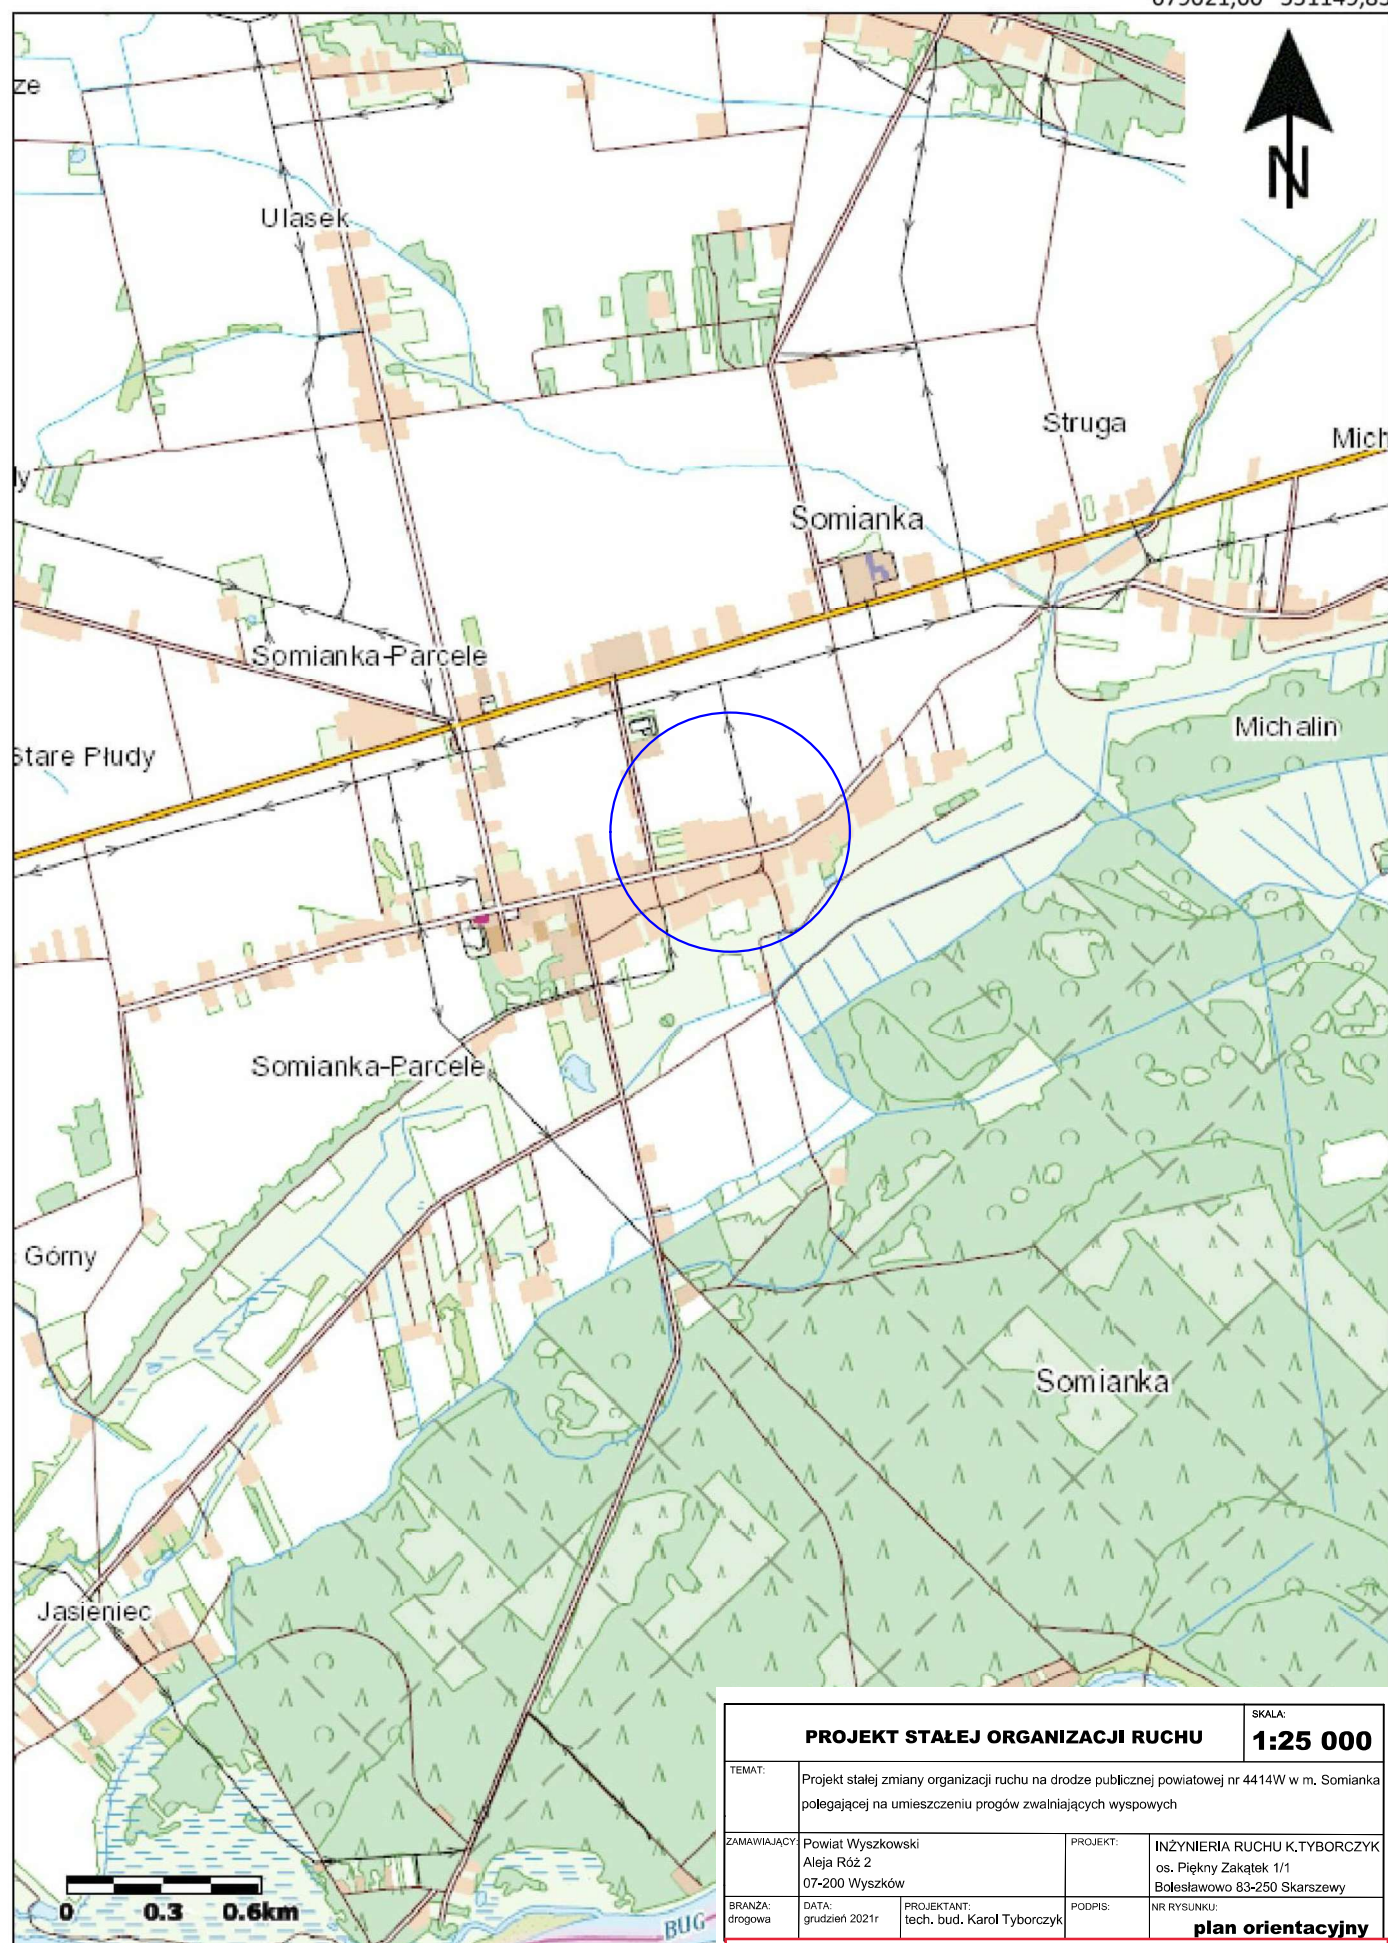 N
Ulasek
Struga
Somianka
Somianka-Parcele
Stare Płudy
Michalin
Somianka-Parcele
Górny
Somianka
Jasieniec
BUG
0 0.3 0.6km
PROJEKT STAŁEJ ORGANIZACJI RUCHU
SKALA:
1:25 000
TEMAT:
Projekt stałej zmiany organizacji ruchu na drodze publicznej powiatowej nr 4414W w m. Somianka
polegającej na umieszczeniu progów zwalniających wyspowych
ZAMAWIAJĄCY:
Powiat Wyszkowski
Aleja Róż 2
07-200 Wyszków
PROJEKT:
INŻYNIERIA RUCHU K.TYBORCZYK
os. Piękny Zakątek 1/1
Bolesławowo 83-250 Skarszewy
BRANŻA:
drogowa
DATA:
grudzień 2021r
PROJEKTANT:
tech. bud. Karol Tyborczyk
PODPIS:
NR RYSUNKU:
plan orientacyjny